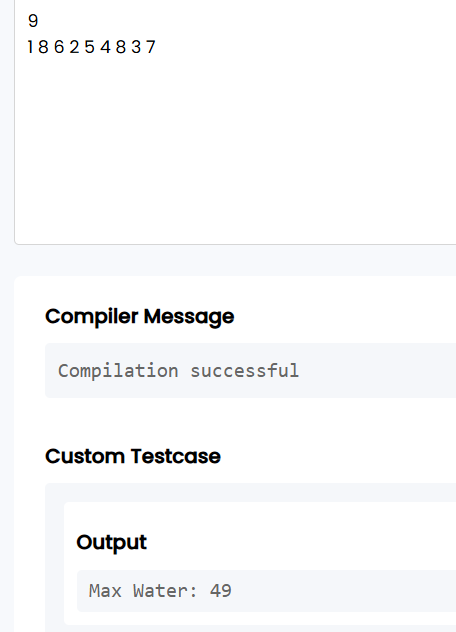 9
1 8 6 2 5 4 8 3 7
Compiler Message
Compilation successful
Custom Testcase
Output
Max Water: 49